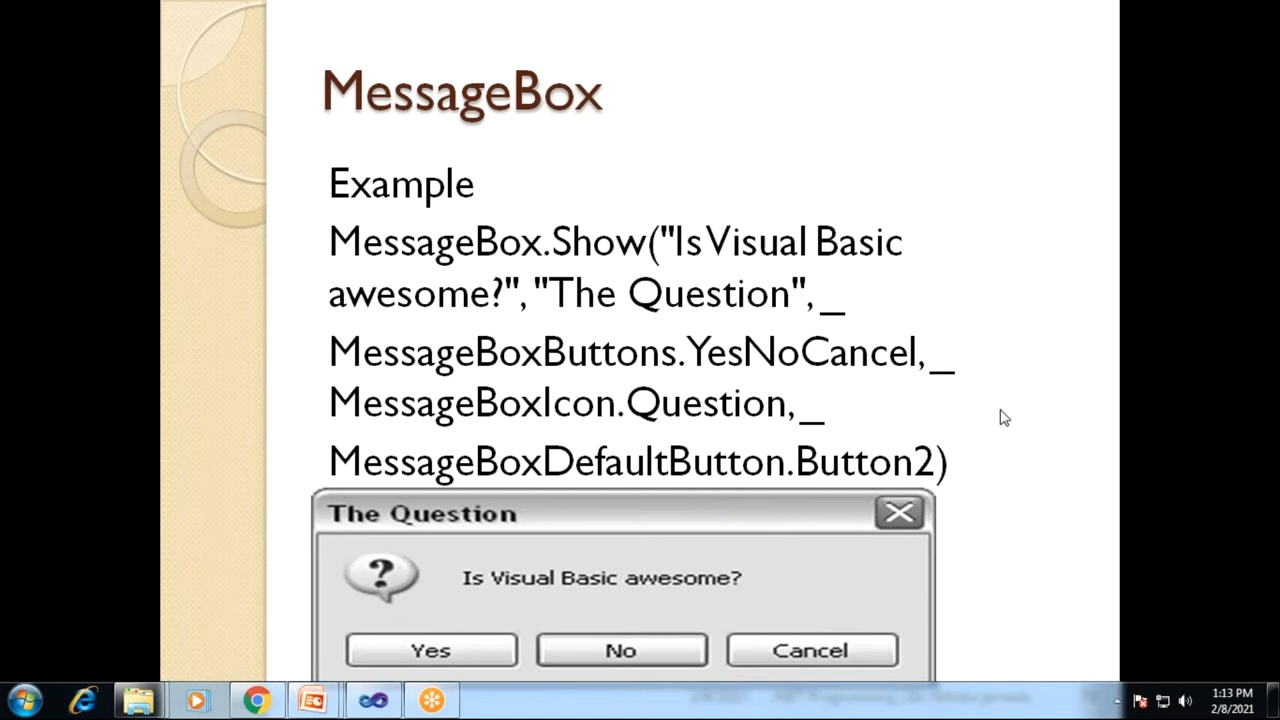 MessageBox
Example
MessageBox.Show("Is Visual Basic
awesome?", "The Question", _
MessageBoxButtons.YesNoCancel, _
MessageBoxIcon.Question, _
MessageBoxDefaultButton.Button2)
The Question
Is Visual Basic awesome?
Yes No Cancel
1:13 PM
2/8/2021